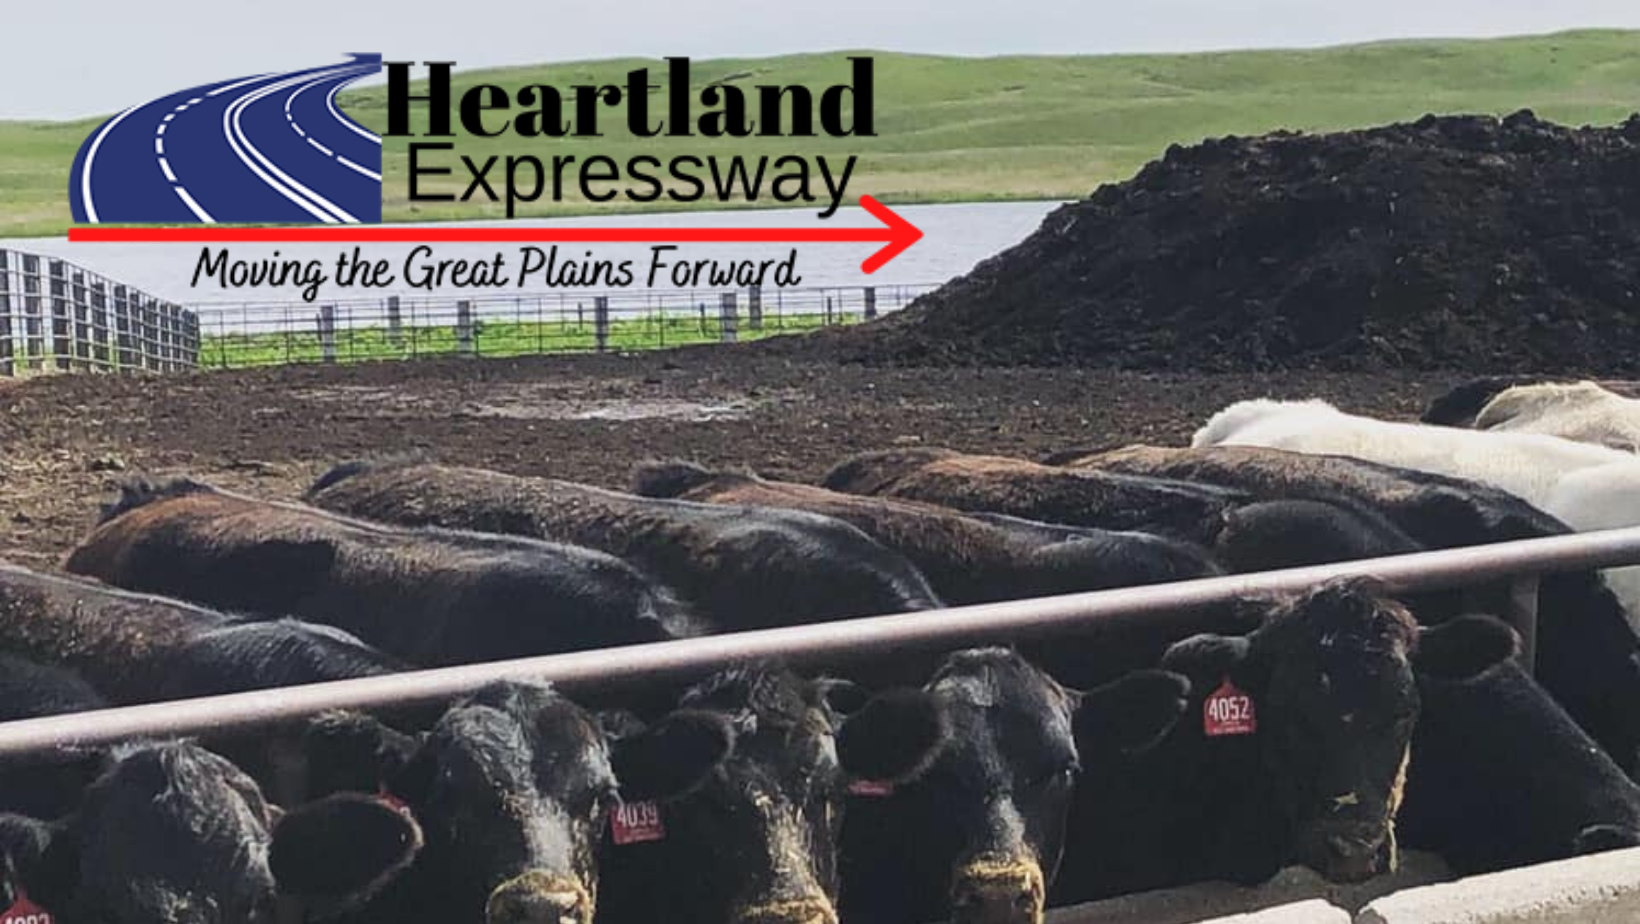 Heartland
Expressway
Moving the Great Plains Forward
4052
4039